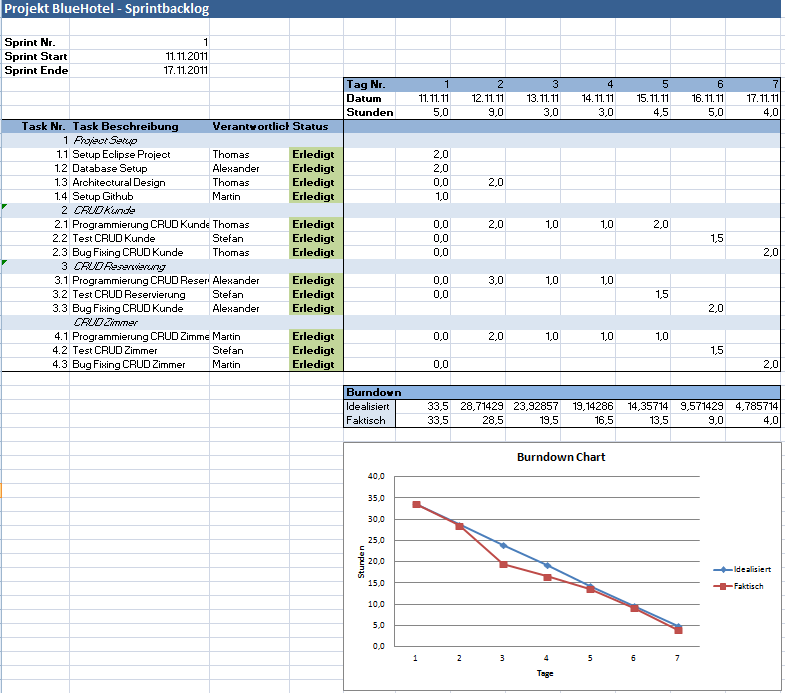 Projekt BlueHotel - Sprintbacklog
Sprint Nr. 1
Sprint Start 11.11.2011
Sprint Ende 17.11.2011
Tag Nr. 1 2 3 4 5 6 7
Datum 11.11.11 12.11.11 13.11.11 14.11.11 15.11.11 16.11.11 17.11.11
Stunden 5,0 9,0 3,0 3,0 4,5 5,0 4,0
Task Nr. Task Beschreibung Verantwortlich Status
1 Project Setup
1.1 Setup Eclipse Project Thomas Erledigt 2,0
1.2 Database Setup Alexander Erledigt 2,0
1.3 Architectural Design Thomas Erledigt 0,0 2,0
1.4 Setup Github Martin Erledigt 1,0
2 CRUD Kunde
2.1 Programmierung CRUD Kunde Thomas Erledigt 0,0 2,0 1,0 1,0 2,0
2.2 Test CRUD Kunde Stefan Erledigt 0,0 1,5
2.3 Bug Fixing CRUD Kunde Thomas Erledigt 0,0 2,0
3 CRUD Reservierung
3.1 Programmierung CRUD Reser Alexander Erledigt 0,0 3,0 1,0 1,0
3.2 Test CRUD Reservierung Stefan Erledigt 0,0 1,5
3.3 Bug Fixing CRUD Kunde Alexander Erledigt 2,0
CRUD Zimmer
4.1 Programmierung CRUD Zimme Martin Erledigt 0,0 2,0 1,0 1,0 1,0
4.2 Test CRUD Zimmer Stefan Erledigt 1,5
4.3 Bug Fixing CRUD Zimmer Martin Erledigt 0,0 2,0
Burndown
Idealisiert 33,5 28,71429 23,92857 19,14286 14,35714 9,571429 4,785714
Faktisch 33,5 28,5 19,5 16,5 13,5 9,0 4,0
Burndown Chart
40,0
35,0
30,0
25,0
20,0
15,0
10,0
5,0
0,0
Stunden
1 2 3 4 5 6 7
Tage
Idealisiert
Faktisch